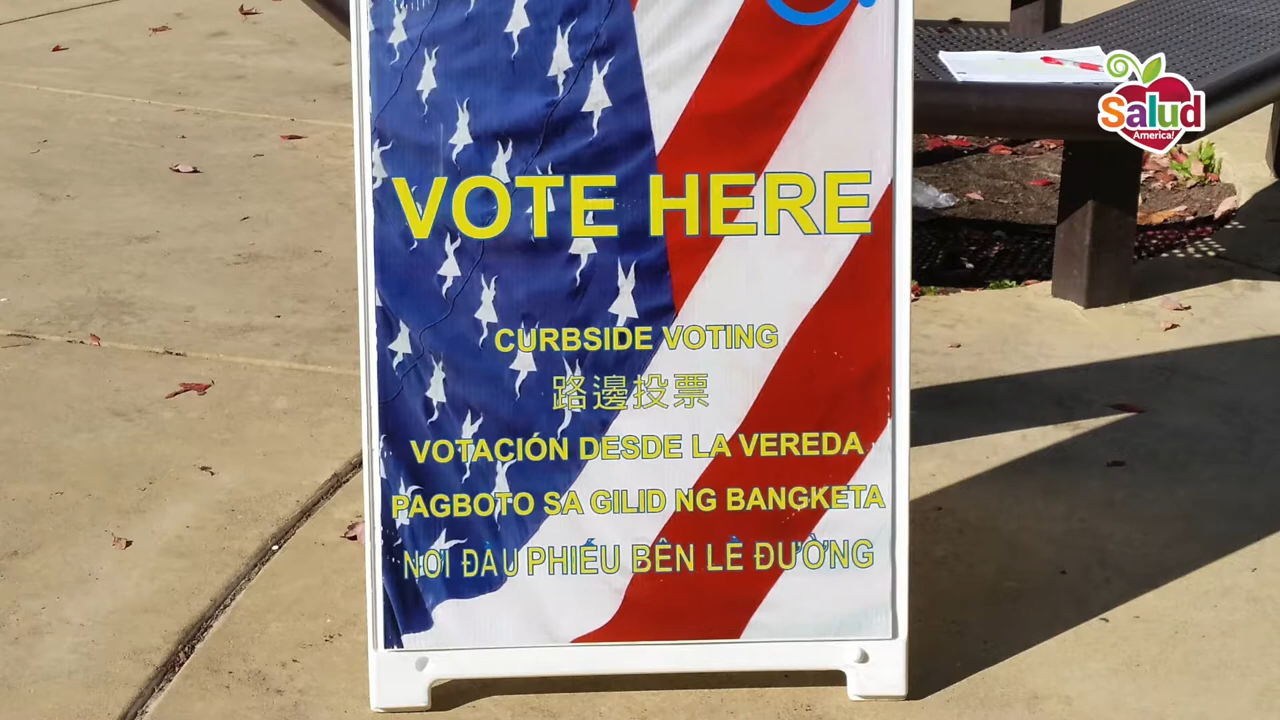 Salud
America!
VOTE HERE
CURBSIDE VOTING
路邊投票
VOTACIÓN DESDE LA VEREDA
PAGBOTO SA GILID NG BANGKETA
NƠI ĐẦU PHIẾU BÊN LỀ ĐƯỜNG